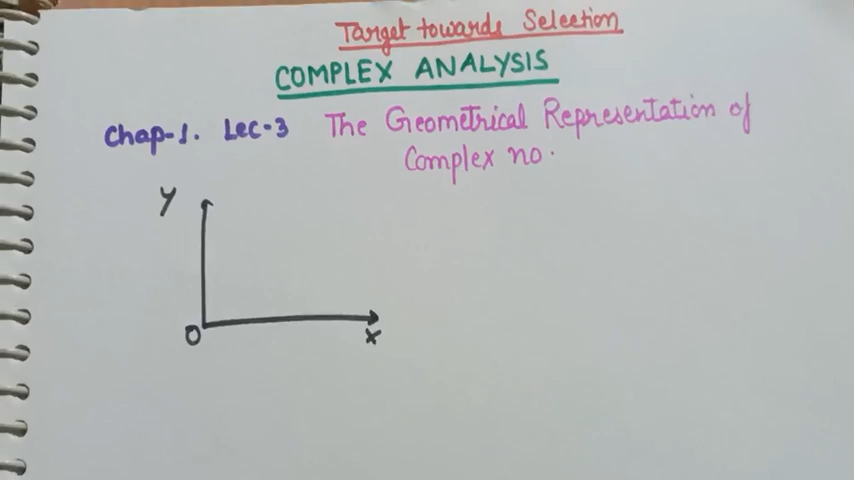 Target towards Selection
COMPLEX ANALYSIS
Chap-1. Lec-3 The Geometrical Representation of
Complex no.
Y
O
X